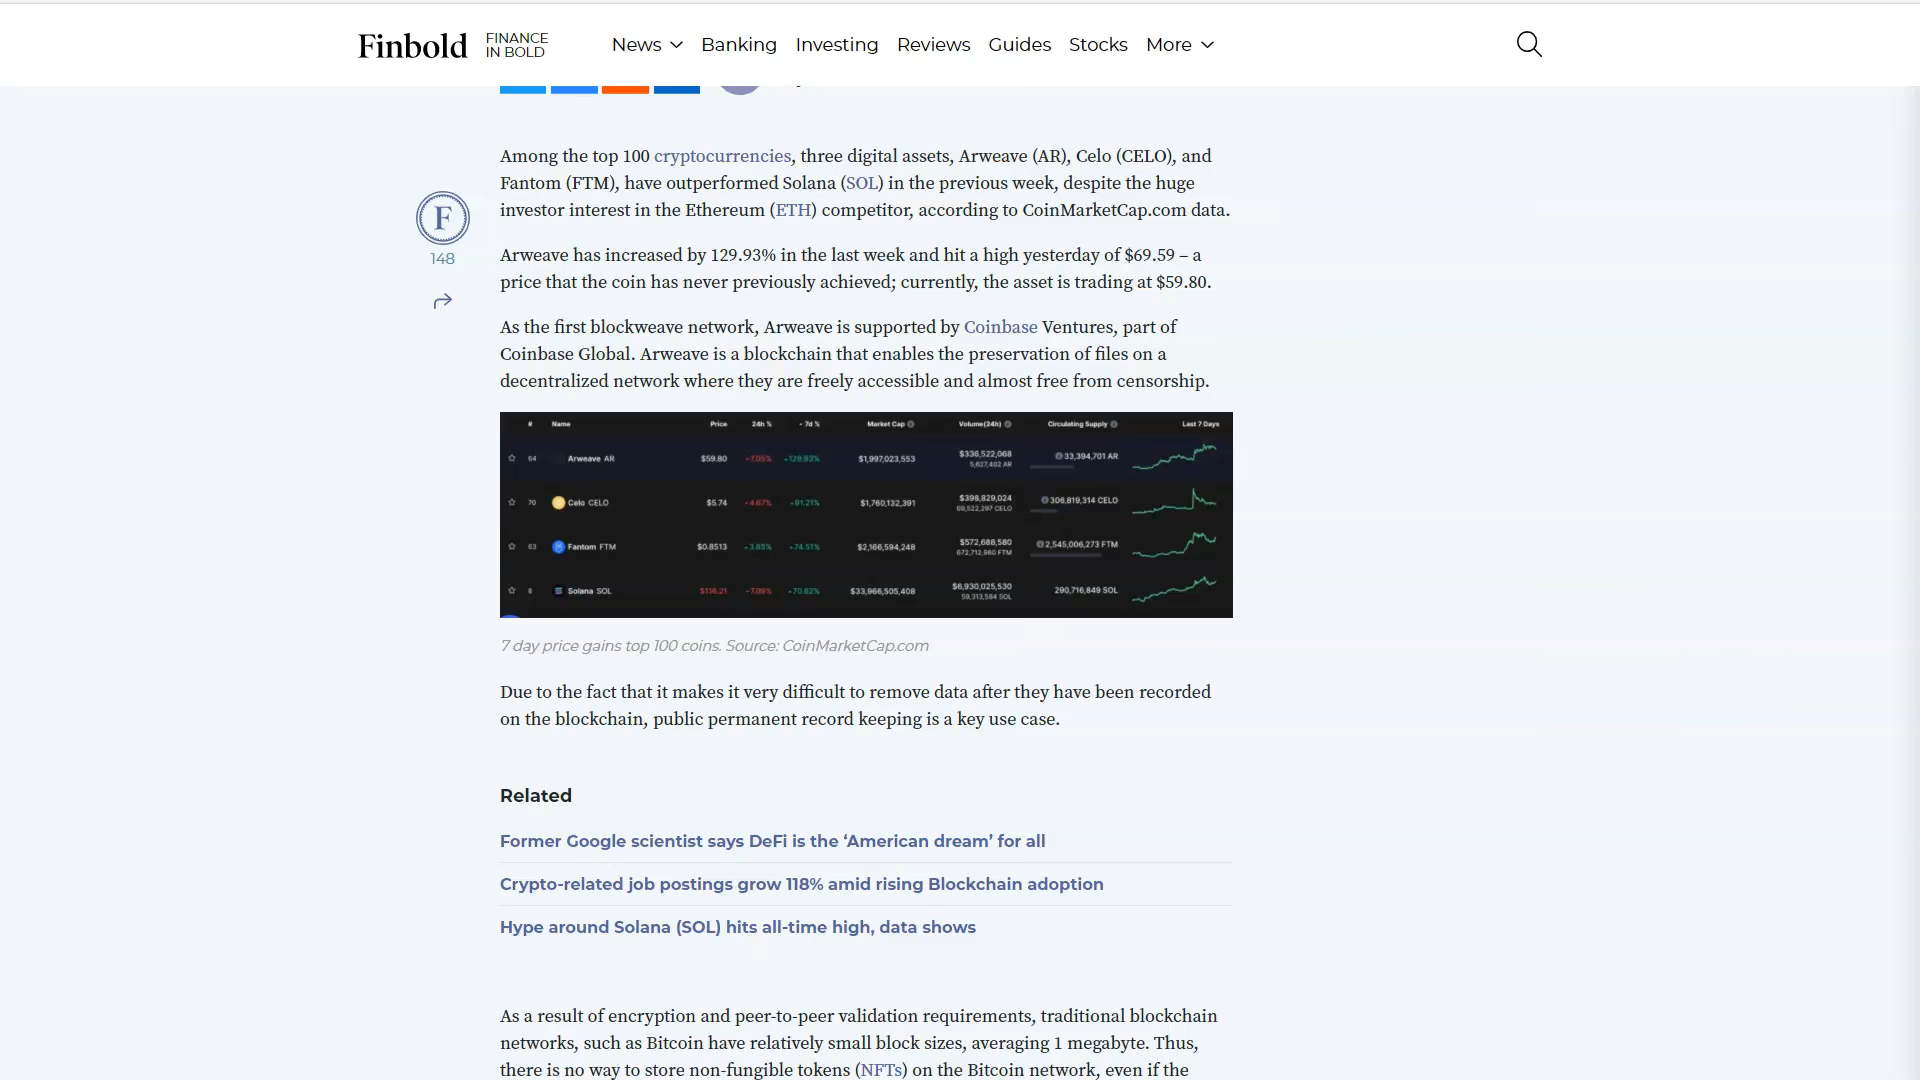 Finbold FINANCE IN BOLD News Banking Investing Reviews Guides Stocks More
Among the top 100 cryptocurrencies, three digital assets, Arweave (AR), Celo (CELO), and
Fantom (FTM), have outperformed Solana (SOL) in the previous week, despite the huge
investor interest in the Ethereum (ETH) competitor, according to CoinMarketCap.com data.
F
148
Arweave has increased by 129.93% in the last week and hit a high yesterday of $69.59 – a
price that the coin has never previously achieved; currently, the asset is trading at $59.80.
As the first blockweave network, Arweave is supported by Coinbase Ventures, part of
Coinbase Global. Arweave is a blockchain that enables the preservation of files on a
decentralized network where they are freely accessible and almost free from censorship.
# Name Price 24h % 7d % Market Cap Volume(24h) Circulating Supply Last 7 Days
64 Arweave AR $59.80 7.05% 129.93% $1,997,023,553 $336,522,068 33,394,701 AR
5,627,402 AR
70 Celo CELO $5.74 4.67% 91.21% $1,760,132,391 $398,829,024 306,819,314 CELO
69,522,297 CELO
63 Fantom FTM $0.8513 3.85% 74.51% $2,166,594,248 $572,688,580 2,545,006,273 FTM
672,712,960 FTM
8 Solana SOL $116.21 7.09% 70.62% $33,966,505,408 $6,930,025,530 290,716,849 SOL
59,313,584 SOL
7 day price gains top 100 coins. Source: CoinMarketCap.com
Due to the fact that it makes it very difficult to remove data after they have been recorded
on the blockchain, public permanent record keeping is a key use case.
Related
Former Google scientist says DeFi is the ‘American dream’ for all
Crypto-related job postings grow 118% amid rising Blockchain adoption
Hype around Solana (SOL) hits all-time high, data shows
As a result of encryption and peer-to-peer validation requirements, traditional blockchain
networks, such as Bitcoin have relatively small block sizes, averaging 1 megabyte. Thus,
there is no way to store non-fungible tokens (NFTs) on the Bitcoin network, even if the